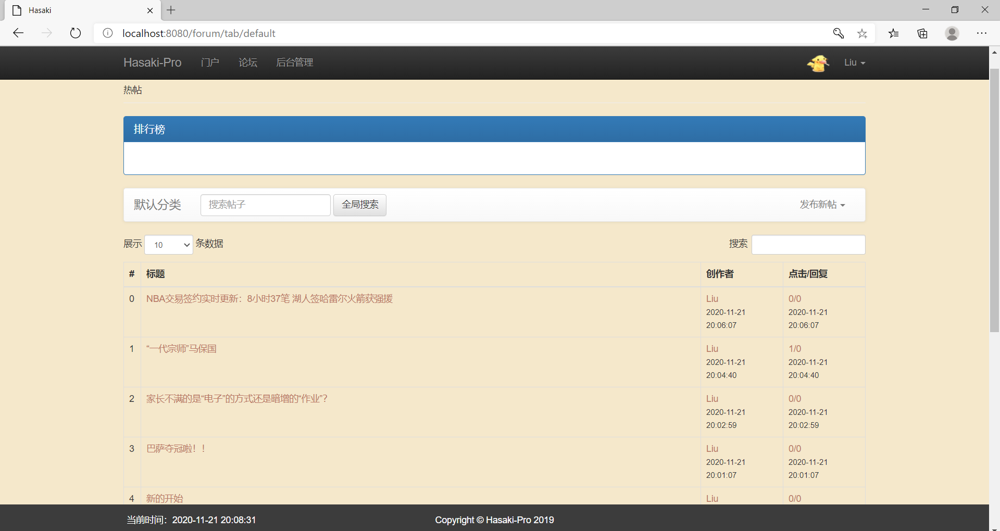 Hasaki
localhost:8080/forum/tab/default
Hasaki-Pro 门户 论坛 后台管理 Liu
热帖
排行榜
默认分类 搜索帖子 全局搜索 发布新帖
展示 10 条数据 搜索
# 标题 创作者 点击/回复
0 NBA交易签约实时更新：8小时37笔 湖人签哈雷尔火箭获强援 Liu 0/0
2020-11-21 2020-11-21
20:06:07 20:06:07
1 “一代宗师”马保国 Liu 1/0
2020-11-21 2020-11-21
20:04:40 20:04:40
2 家长不满的是“电子”的方式还是暗增的“作业”？ Liu 0/0
2020-11-21 2020-11-21
20:02:59 20:02:59
3 巴萨夺冠啦！！ Liu 0/0
2020-11-21 2020-11-21
20:01:07 20:01:07
4 新的开始 Liu 0/0
当前时间：2020-11-21 20:08:31 Copyright © Hasaki-Pro 2019